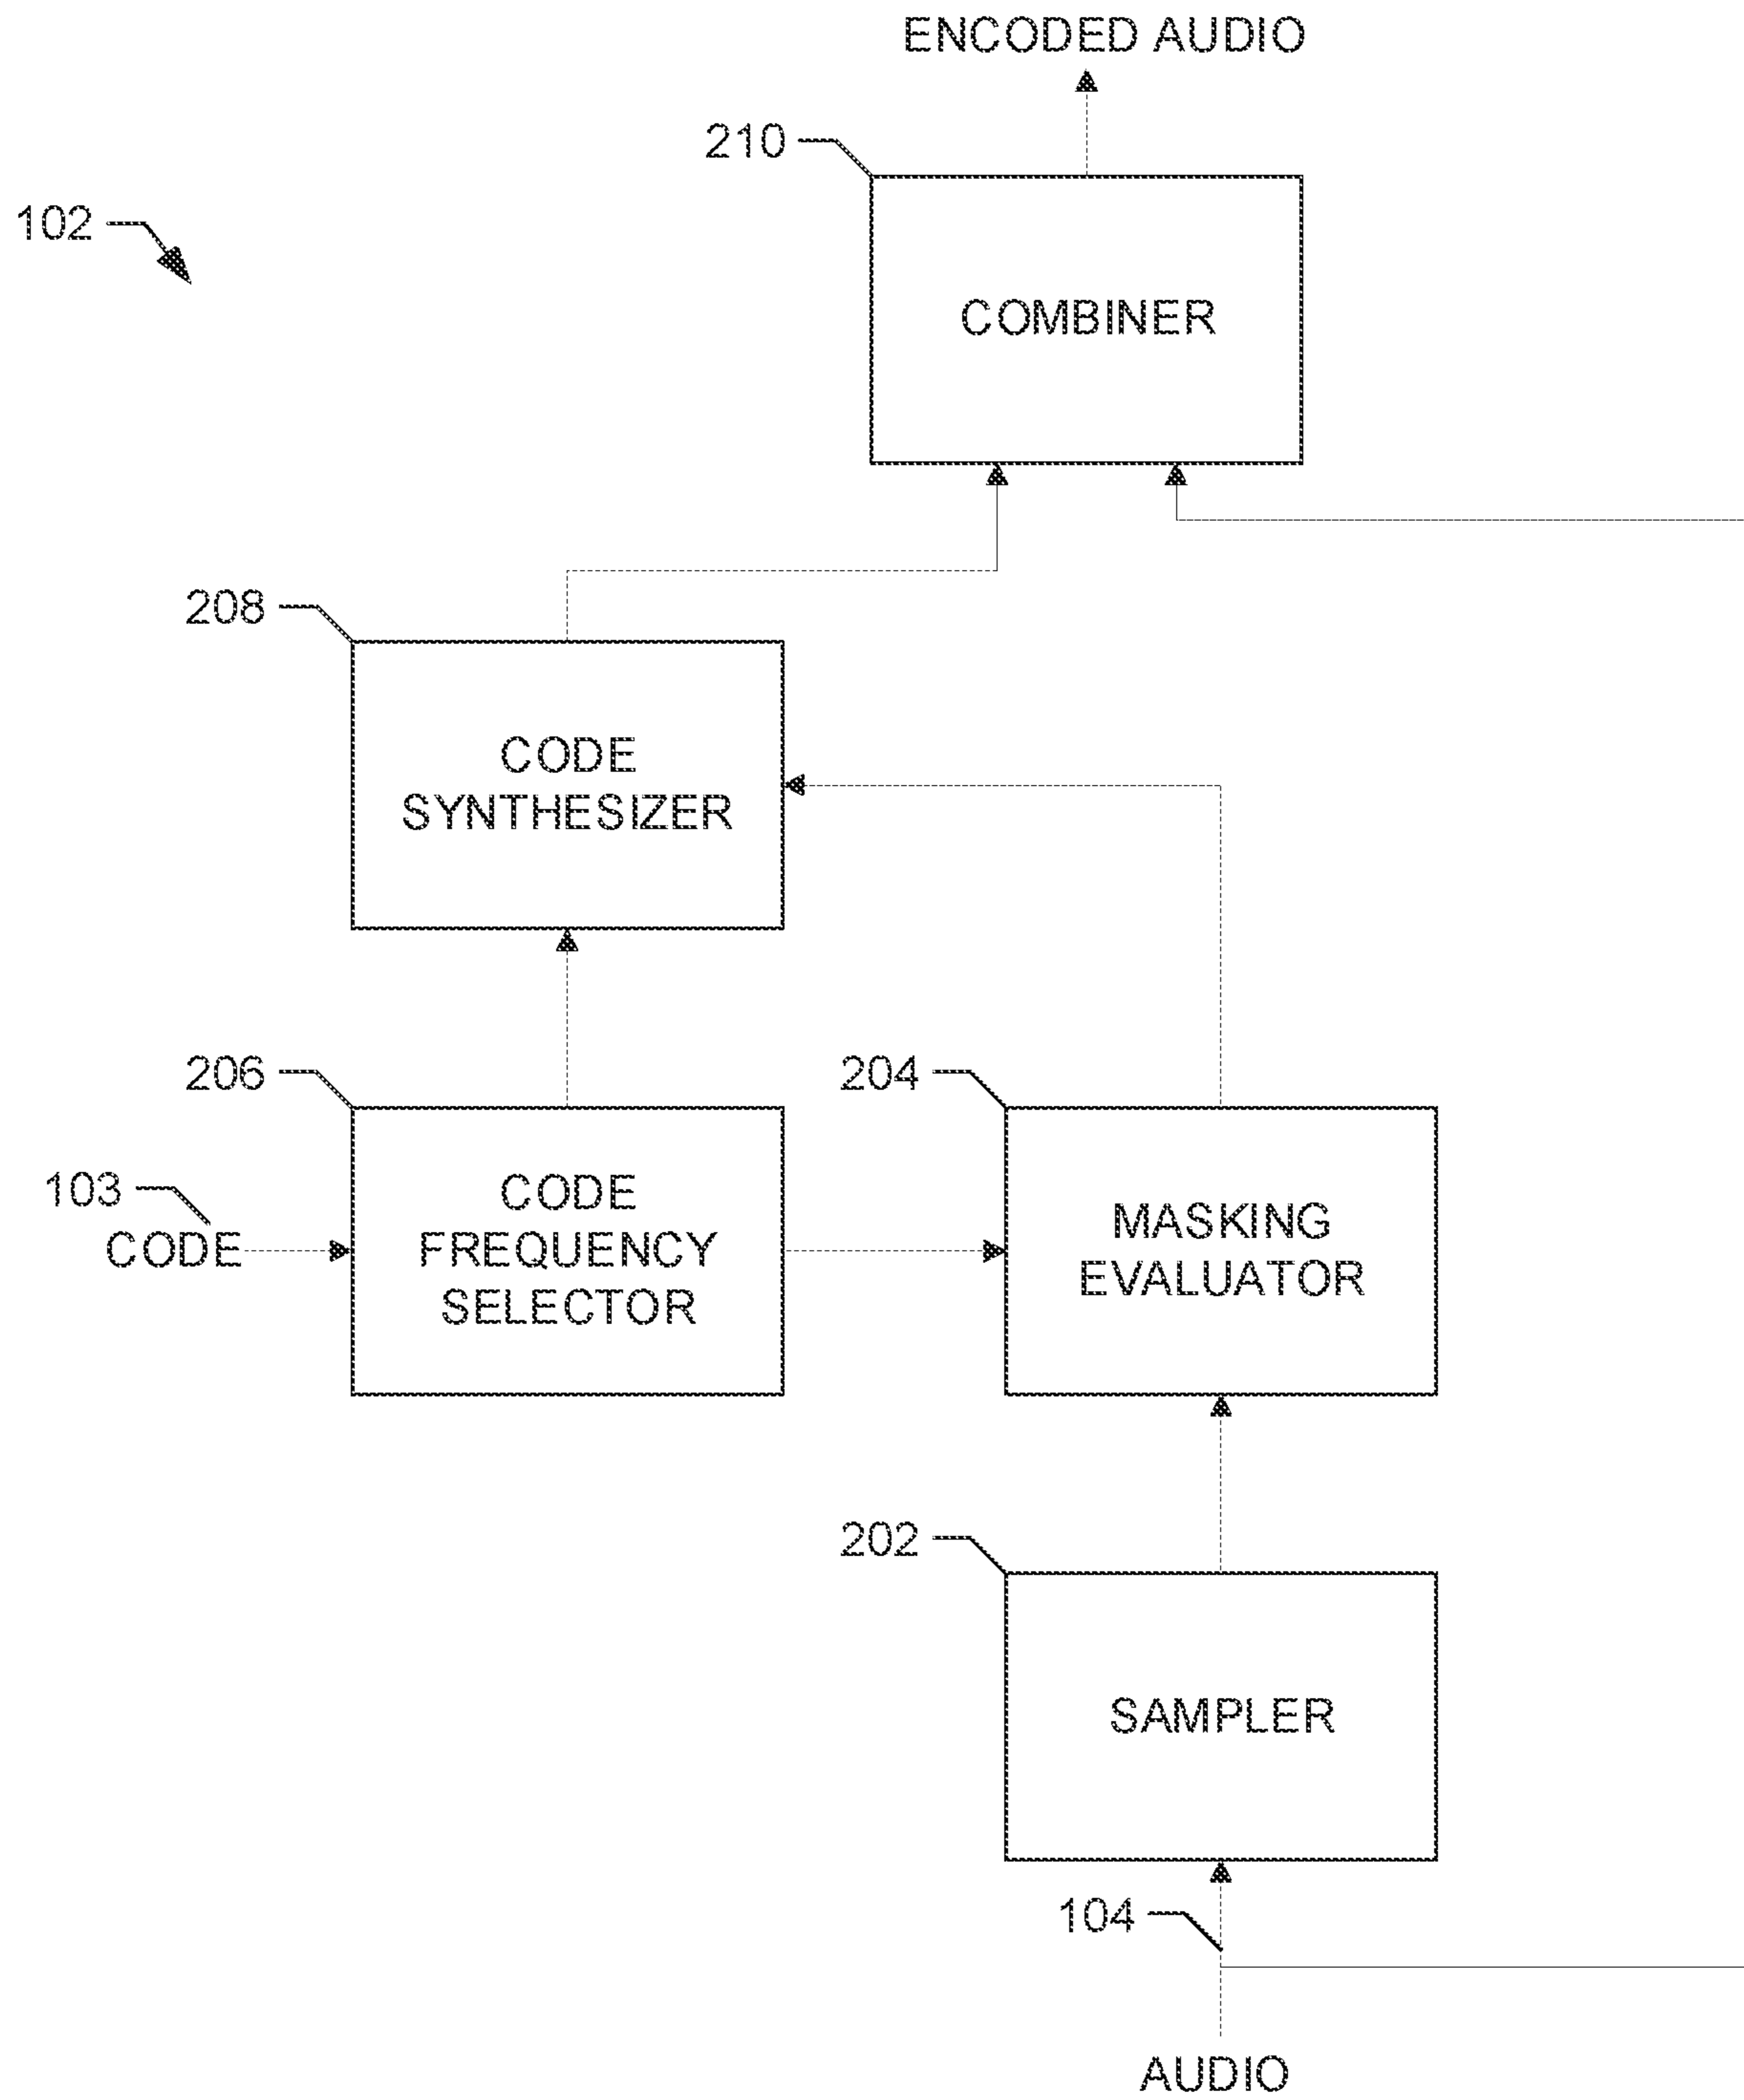 ENCODED AUDIO
210
102
COMBINER
208
CODE
SYNTHESIZER
206
204
103
CODE
CODE
FREQUENCY
SELECTOR
MASKING
EVALUATOR
202
SAMPLER
104
AUDIO